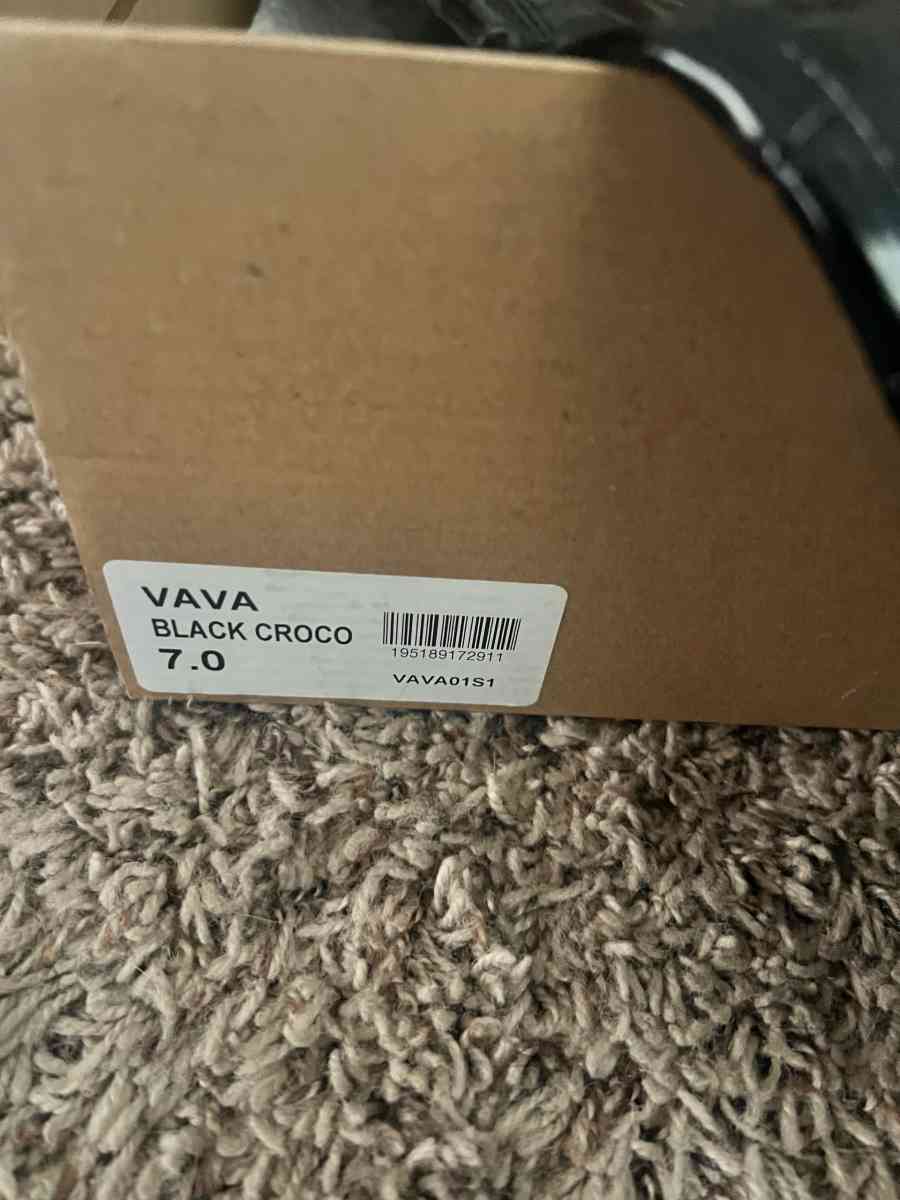 VAVA
BLACK CROCO
7.0
195189172911
VAVA01S1